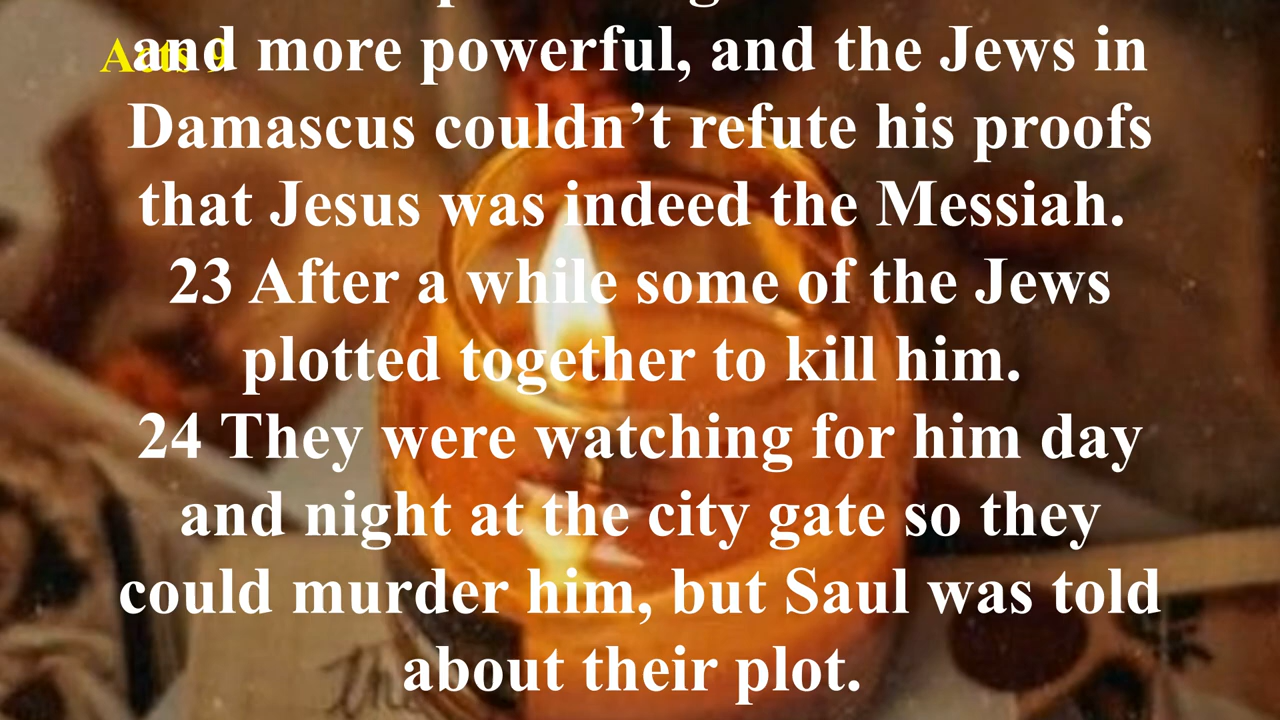 Acts 9
and more powerful, and the Jews in
Damascus couldn’t refute his proofs
that Jesus was indeed the Messiah.
23 After a while some of the Jews
plotted together to kill him.
24 They were watching for him day
and night at the city gate so they
could murder him, but Saul was told
about their plot.